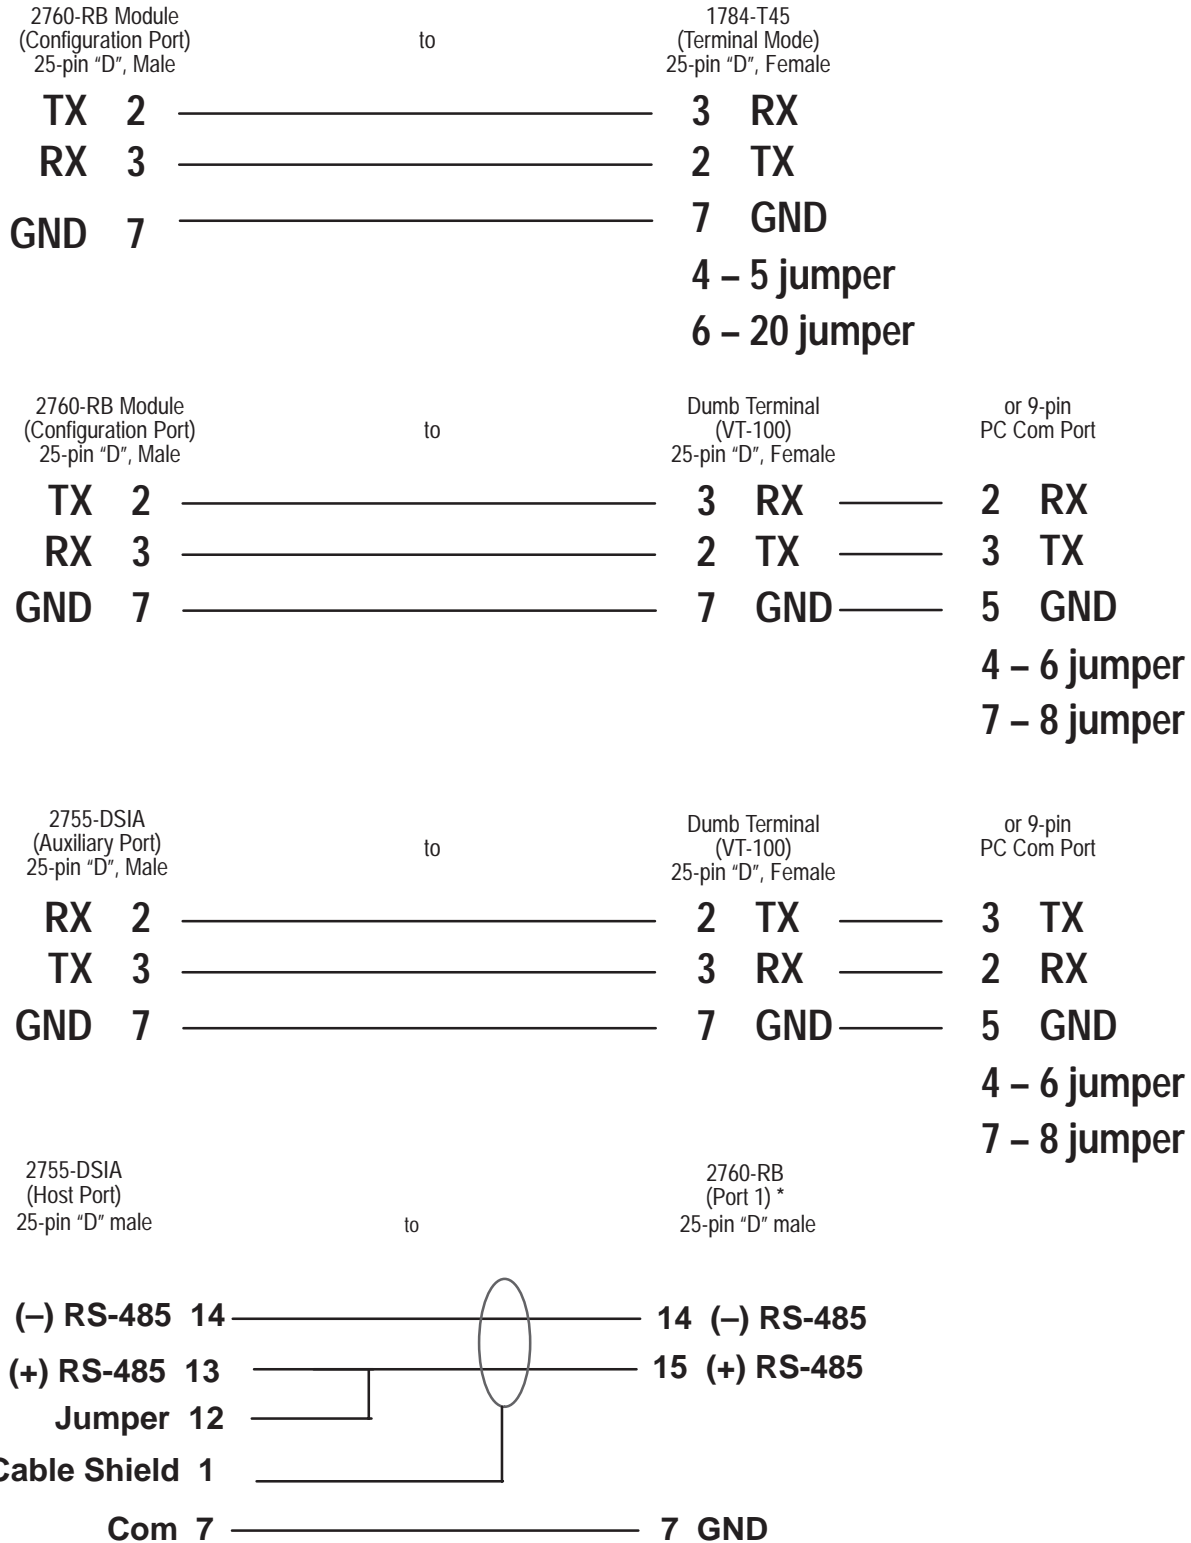 2760-RB Module
(Configuration Port)
25-pin “D”, Male
to
1784-T45
(Terminal Mode)
25-pin “D”, Female
TX 2 3 RX
RX 3 2 TX
GND 7 7 GND
4 – 5 jumper
6 – 20 jumper
2760-RB Module
(Configuration Port)
25-pin “D”, Male
to
Dumb Terminal
(VT-100)
25-pin “D”, Female
or 9-pin
PC Com Port
TX 2 3 RX 2 RX
RX 3 2 TX 3 TX
GND 7 7 GND 5 GND
4 – 6 jumper
7 – 8 jumper
2755-DSIA
(Auxiliary Port)
25-pin “D”, Male
to
Dumb Terminal
(VT-100)
25-pin “D”, Female
or 9-pin
PC Com Port
RX 2 2 TX 3 TX
TX 3 3 RX 2 RX
GND 7 7 GND 5 GND
4 – 6 jumper
7 – 8 jumper
2755-DSIA
(Host Port)
25-pin “D” male
to
2760-RB
(Port 1) *
25-pin “D” male
(–) RS-485 14 14 (–) RS-485
(+) RS-485 13 15 (+) RS-485
Jumper 12
Cable Shield 1
Com 7 7 GND